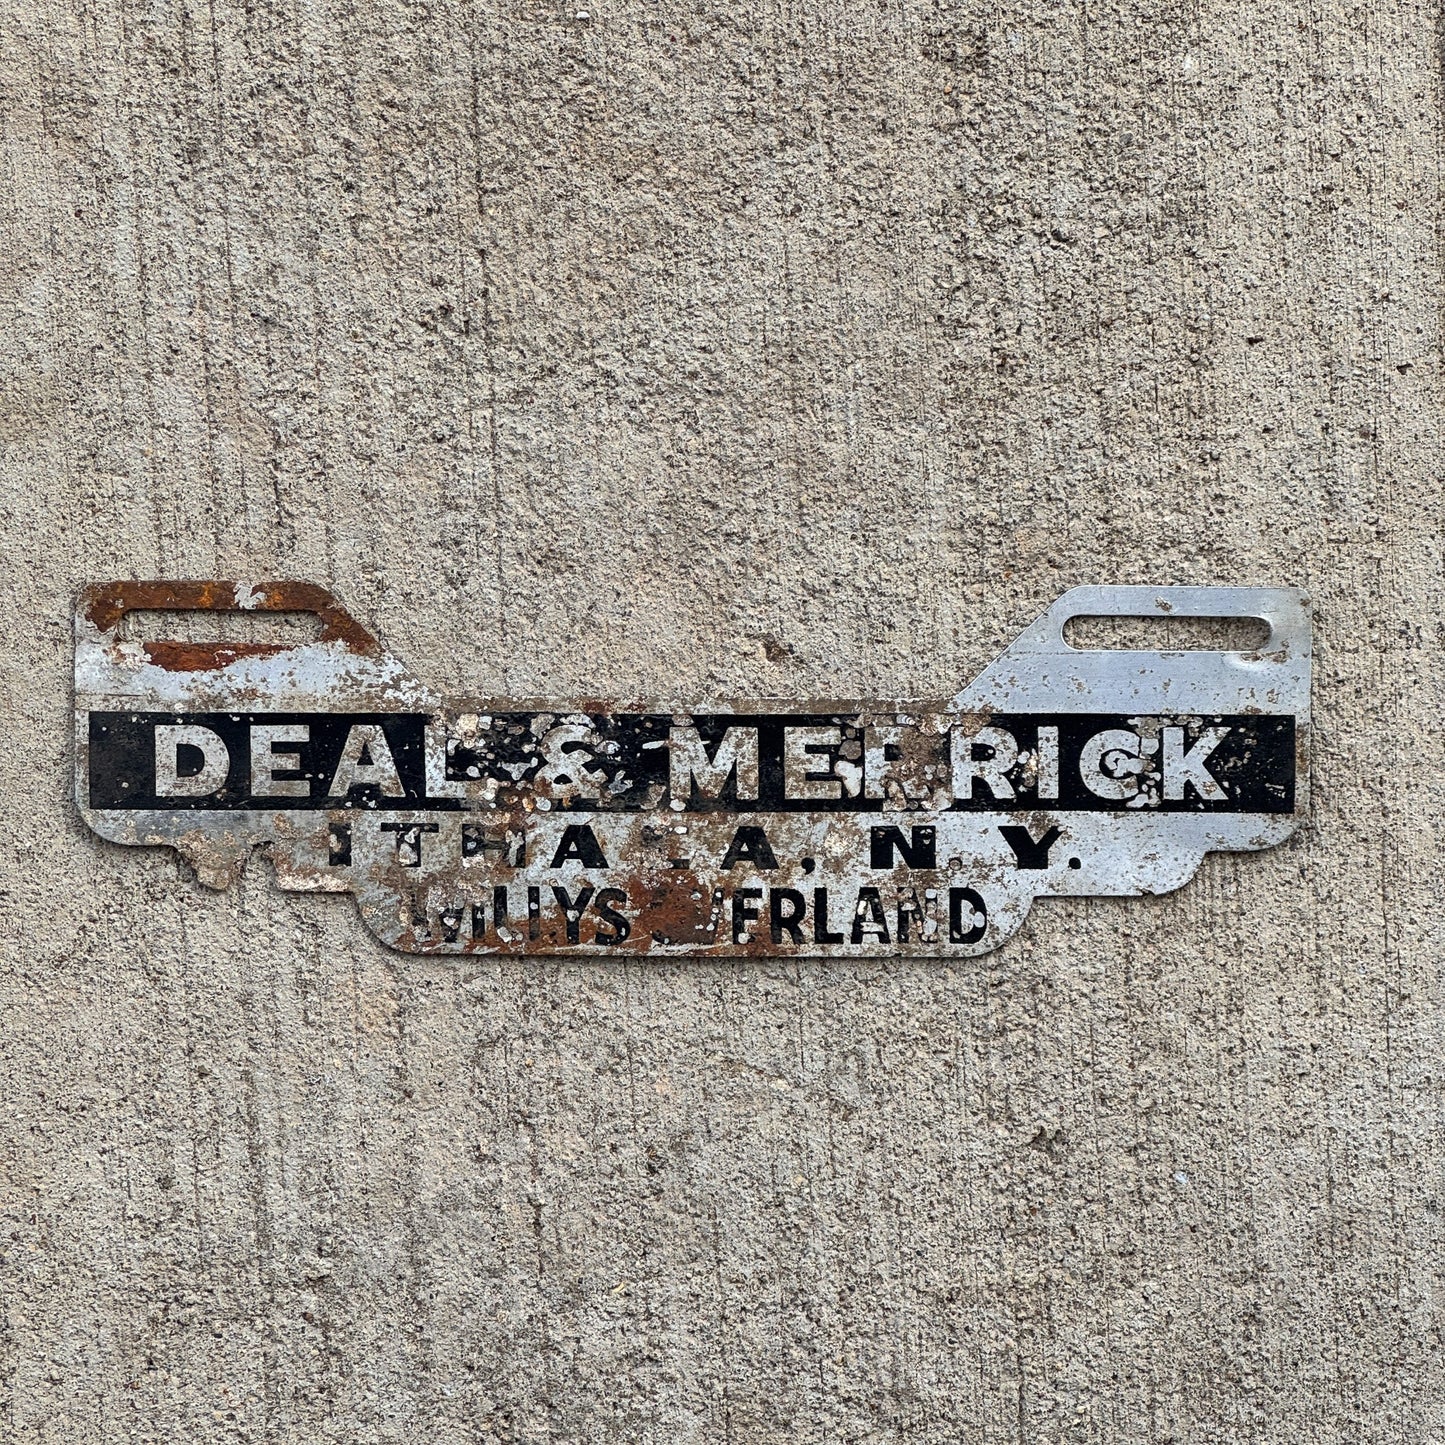 DEAL & MERRICK
ITHACA, N.Y.
WILLYS OVERLAND